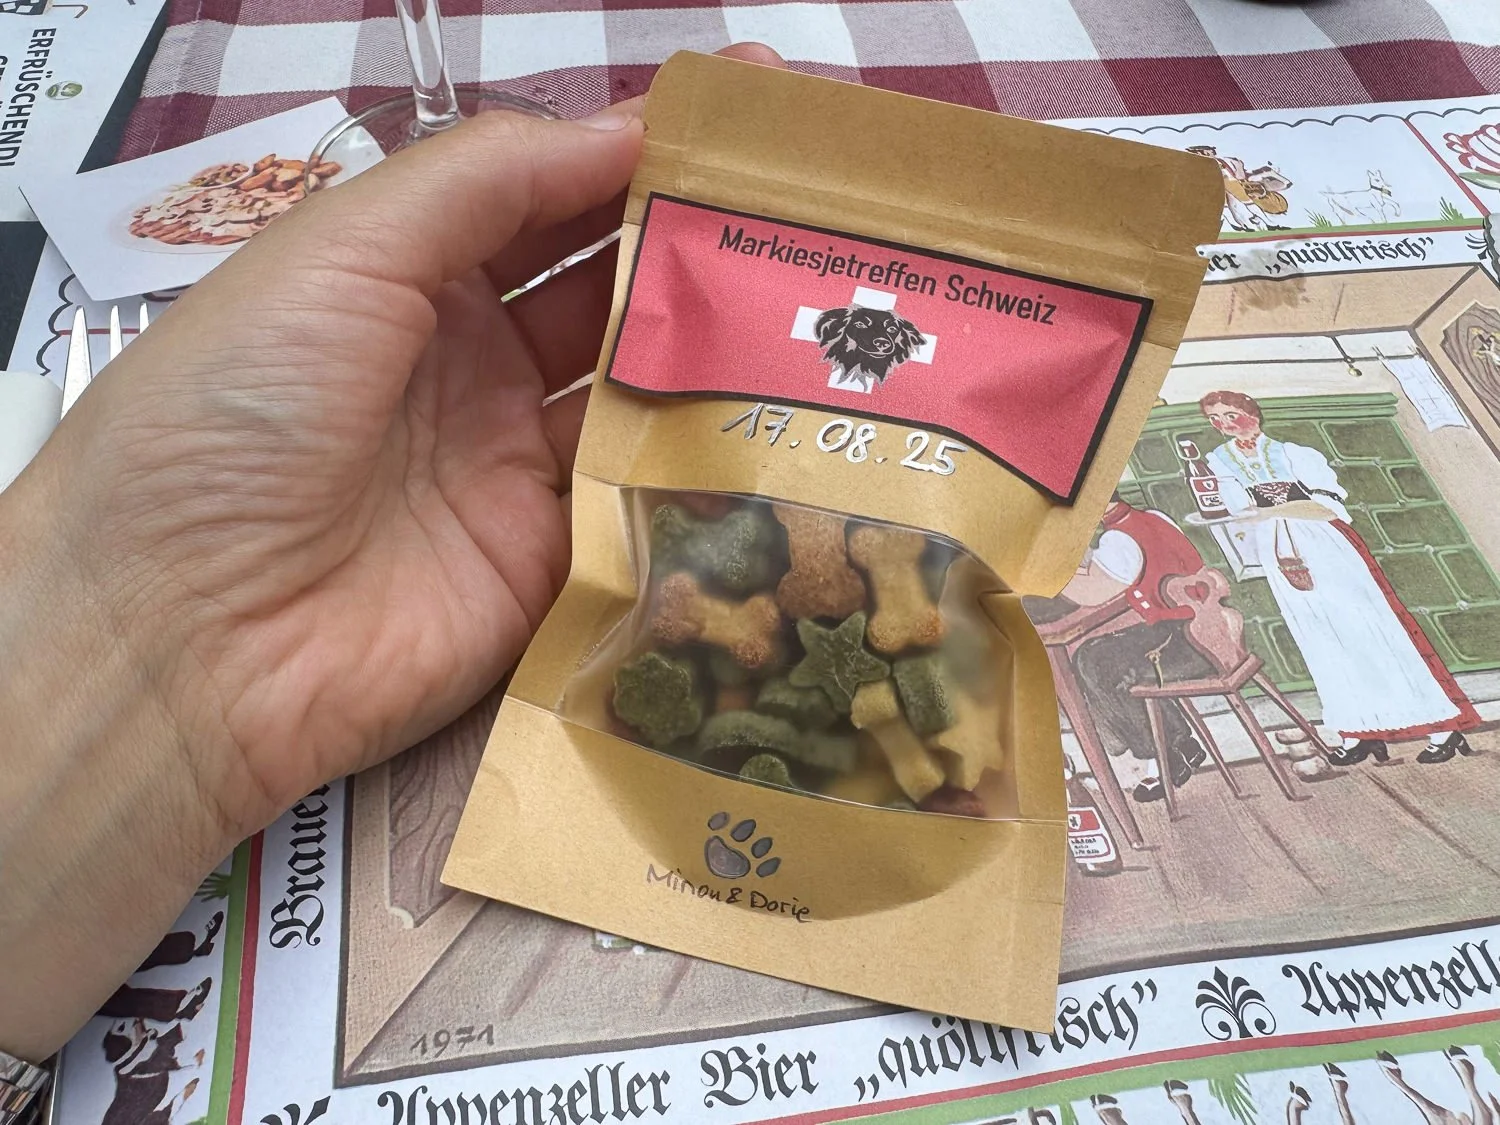 ERFRÜSCHEND!
Markiesjetreffen Schweiz
17.08.25
Minou & Dorie
„quöllfrisch”
Brauer
1971
Appenzeller Bier „quöllfrisch” Appenzell